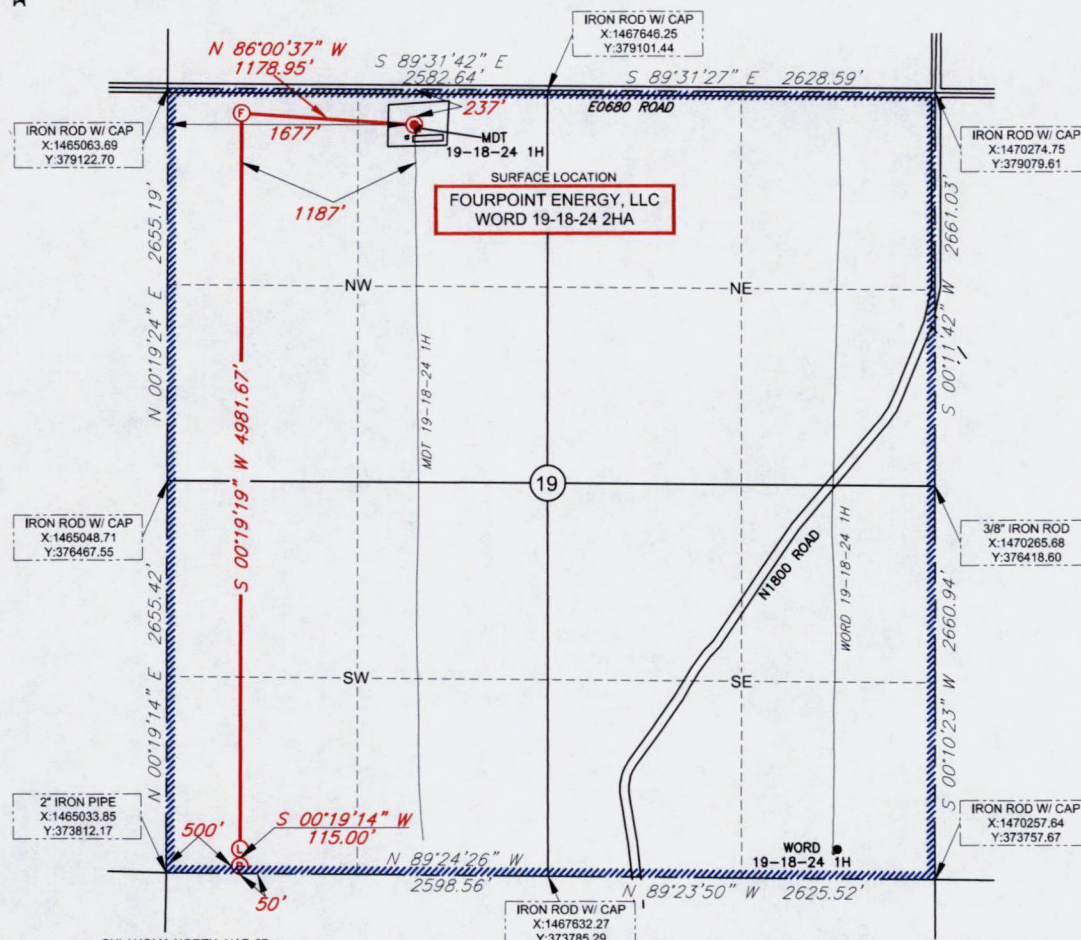 IRON ROD W/ CAP
X:1467646.25
Y:379101.44
N 86°00'37" W
1178.95'
S 89°31'42" E
2582.64'
S 89°31'27" E 2628.59'
E0680 ROAD
237'
IRON ROD W/ CAP
X:1465063.69
Y:379122.70
F
1677'
MDT
19-18-24 1H
IRON ROD W/ CAP
X:1470274.75
Y:379079.61
SURFACE LOCATION
FOURPOINT ENERGY, LLC
WORD 19-18-24 2HA
1187'
N 00°19'24" E 2655.19'
S 00°11'42" W 2661.03'
NW
NE
MDT 19-18-24 1H
S 00°19'19" W 4981.67'
19
IRON ROD W/ CAP
X:1465048.71
Y:376467.55
3/8" IRON ROD
X:1470265.68
Y:376418.60
N1800 ROAD
WORD 19-18-24 1H
N 00°19'14" E 2655.42'
S 00°10'23" W 2660.94'
SW
SE
2" IRON PIPE
X:1465033.85
Y:373812.17
500'
S 00°19'14" W
115.00'
L
IRON ROD W/ CAP
X:1470257.64
Y:373757.67
WORD
19-18-24 1H
N 89°24'26" W
2598.56'
N 89°23'50" W 2625.52'
50'
IRON ROD W/ CAP
X:1467632.27
Y:373785.29